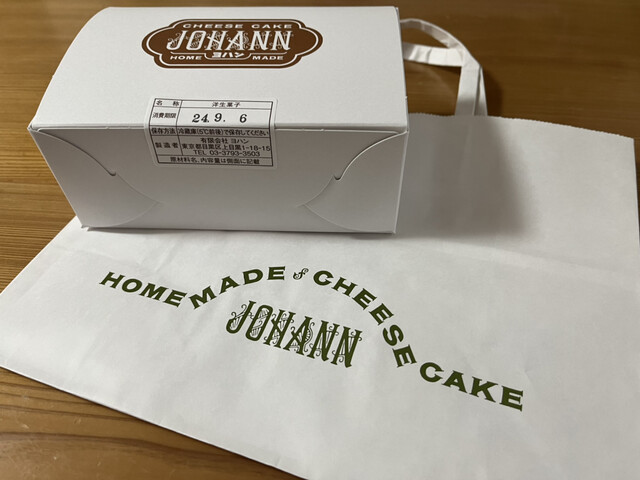 CHEESE CAKE
JOHANN
ヨハン
HOME MADE
名 称 洋生菓子
消費期限 24.9. 6
保存方法 冷蔵庫(5℃前後)で保存してください
製造者 有限会社 ヨハン
東京都目黒区上目黒1-18-15
TEL 03-3793-3503
原材料名、内容量は側面に記載
HOME MADE of CHEESE CAKE
JOHANN